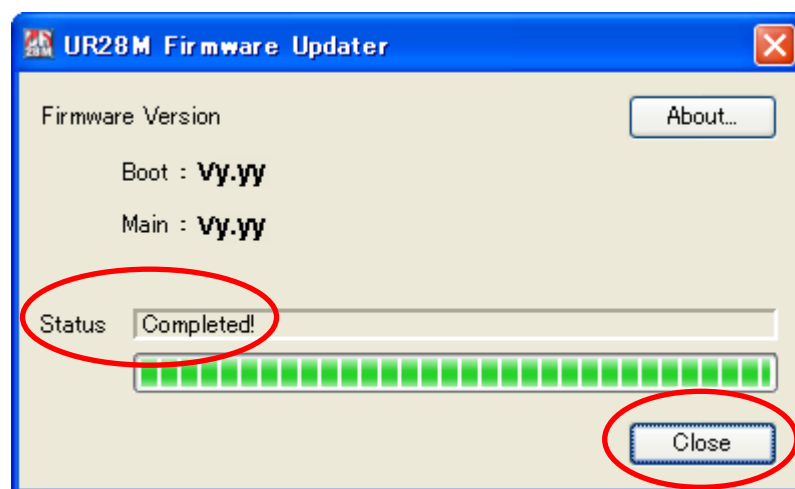 UR28M Firmware Updater
Firmware Version
About...
Boot : Vy.yy
Main : Vy.yy
Status Completed!
Close